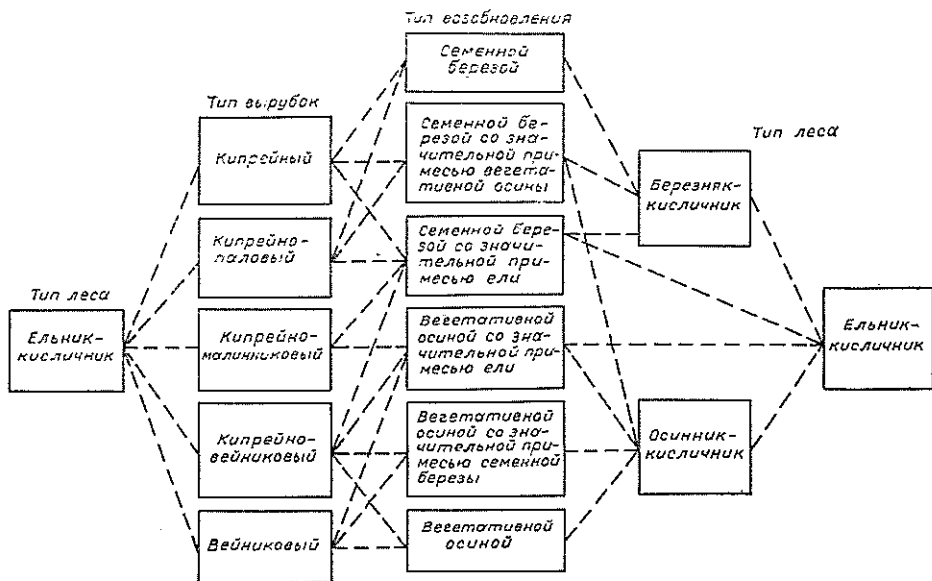 Тип возобновления
Семенной
березой
Тип вырубок
Кипрейный
Семенной бе-
резой со зна-
чительной при-
месью вегета-
тивной осины
Тип леса
Березняк-
кисличник
Кипрейно-
паловый
Семенной бере-
зой со значи-
тельной при-
месью ели
Тип леса
Ельник-
кисличник
Кипрейно-
малинниковый
Вегетативной
осиной со зна-
чительной при-
месью ели
Ельник-
кисличник
Кипрейно-
вейниковый
Вегетативной
осиной со зна-
чительной при-
месью семенной
березы
Осинник-
кисличник
Вейниковый
Вегетативной
осиной